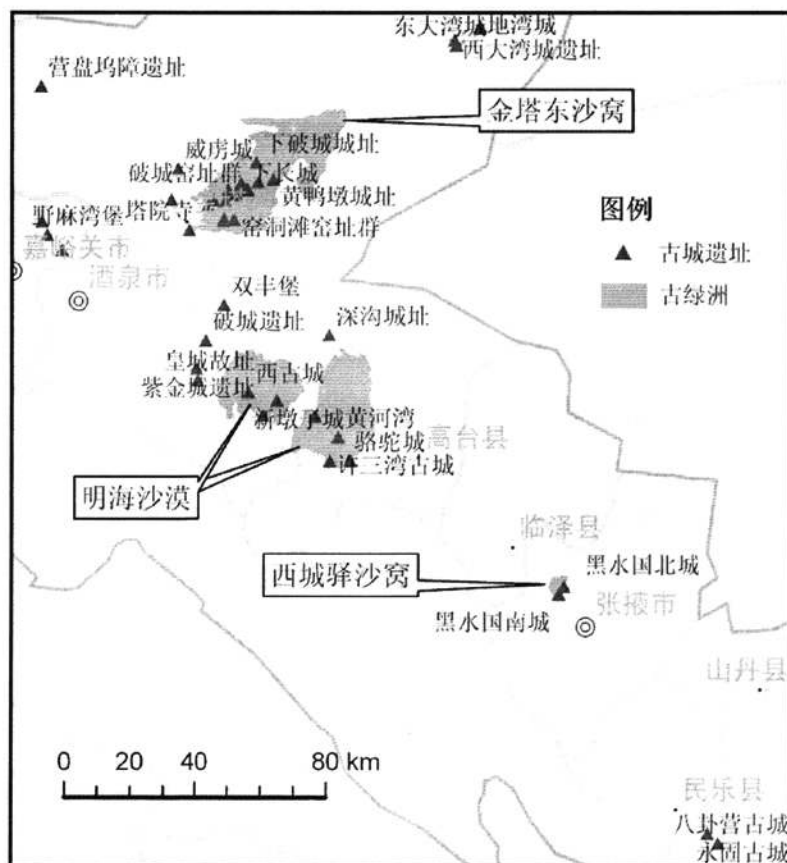 东大湾城
地湾城
西大湾城遗址
营盘坞障遗址
金塔东沙窝
威虏城
下破城城址
破城窑址群
下长城
塔院寺
黄鸭墩城址
野麻湾堡
窑洞滩窑址群
嘉峪关市
酒泉市
图例
古城遗址
古绿洲
双丰堡
破城遗址
深沟城址
皇城故址
西古城
紫金城遗址
新墩子城
黄河湾
骆驼城
高台县
许三湾古城
明海沙漠
临泽县
西城驿沙窝
黑水国北城
张掖市
黑水国南城
山丹县
0 20 40 80 km
民乐县
八卦营古城
永固古城